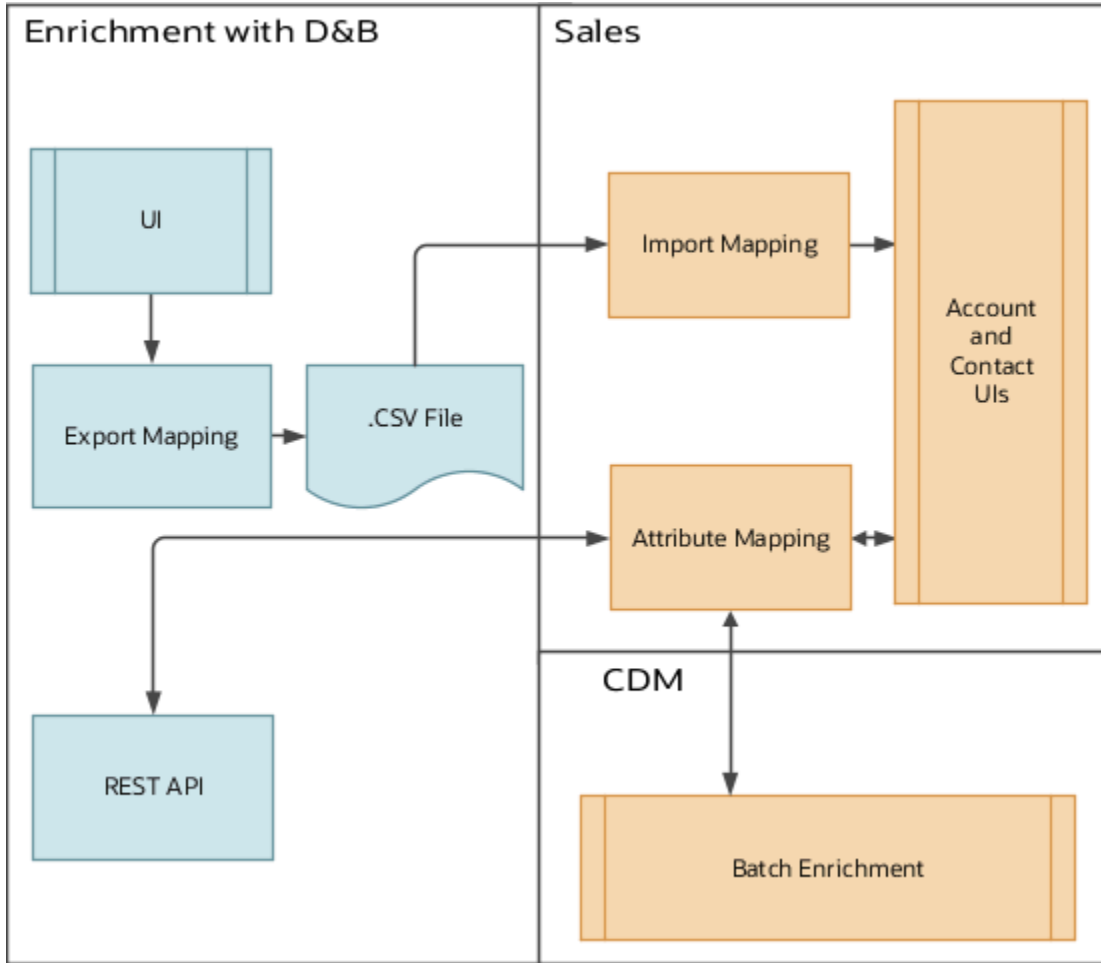 Enrichment with D&B
UI
Export Mapping
.CSV File
REST API
Sales
Import Mapping
Account
and
Contact
UIs
Attribute Mapping
CDM
Batch Enrichment